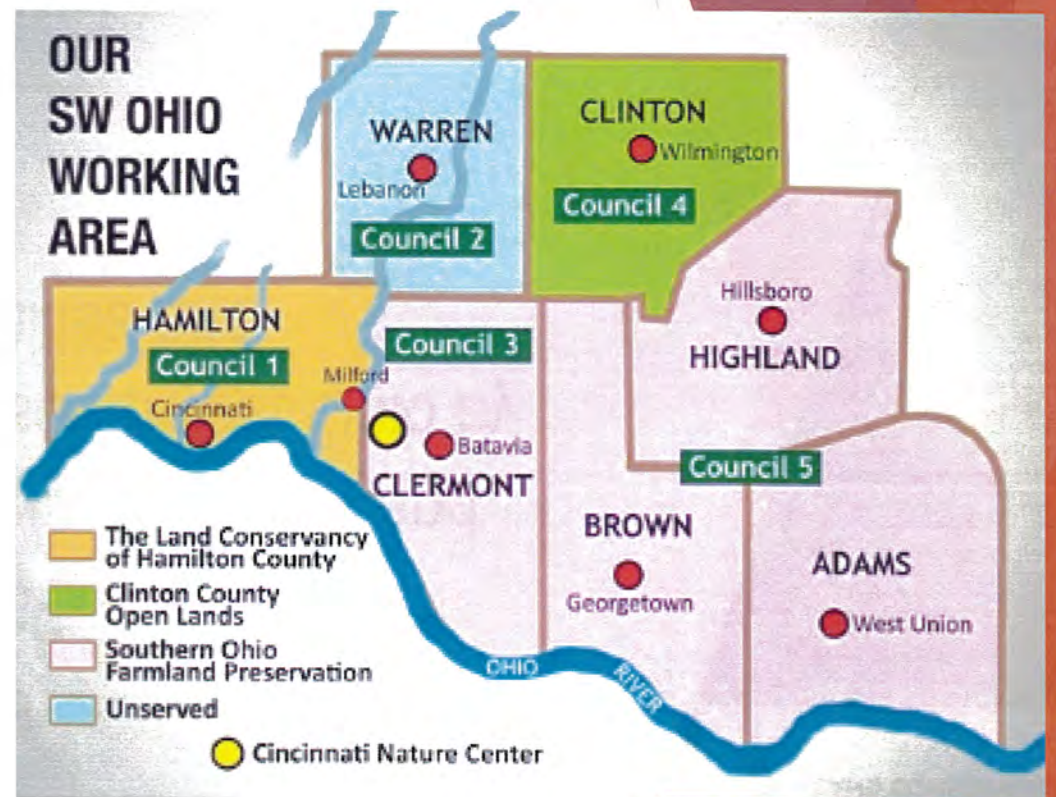 OUR
SW OHIO
WORKING
AREA
WARREN
Lebanon
Council 2
CLINTON
Wilmington
Council 4
HAMILTON
Council 1
Cincinnati
Milford
Council 3
Batavia
CLERMONT
Hillsboro
HIGHLAND
Council 5
BROWN
Georgetown
ADAMS
West Union
OHIO
RIVER
The Land Conservancy
of Hamilton County
Clinton County
Open Lands
Southern Ohio
Farmland Preservation
Unserved
Cincinnati Nature Center